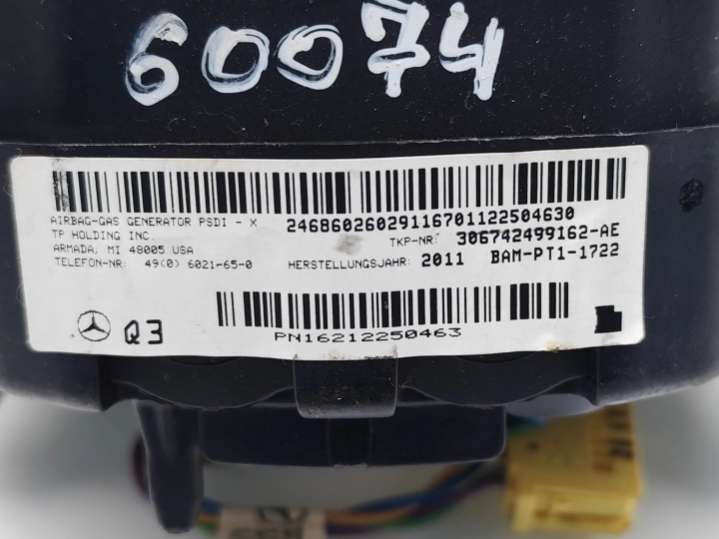 60074
AIRBAG-GAS GENERATOR PSDI - X
TP HOLDING INC.
ARMADA, MI 48005 USA
TELEFON-NR: 49(0) 6021-65-0
24686026029116701122504630
TKP-NR: 306742499162-AE
HERSTELLUNGSJAHR: 2011 BAM-PT1-1722
Q3
PN16212250463